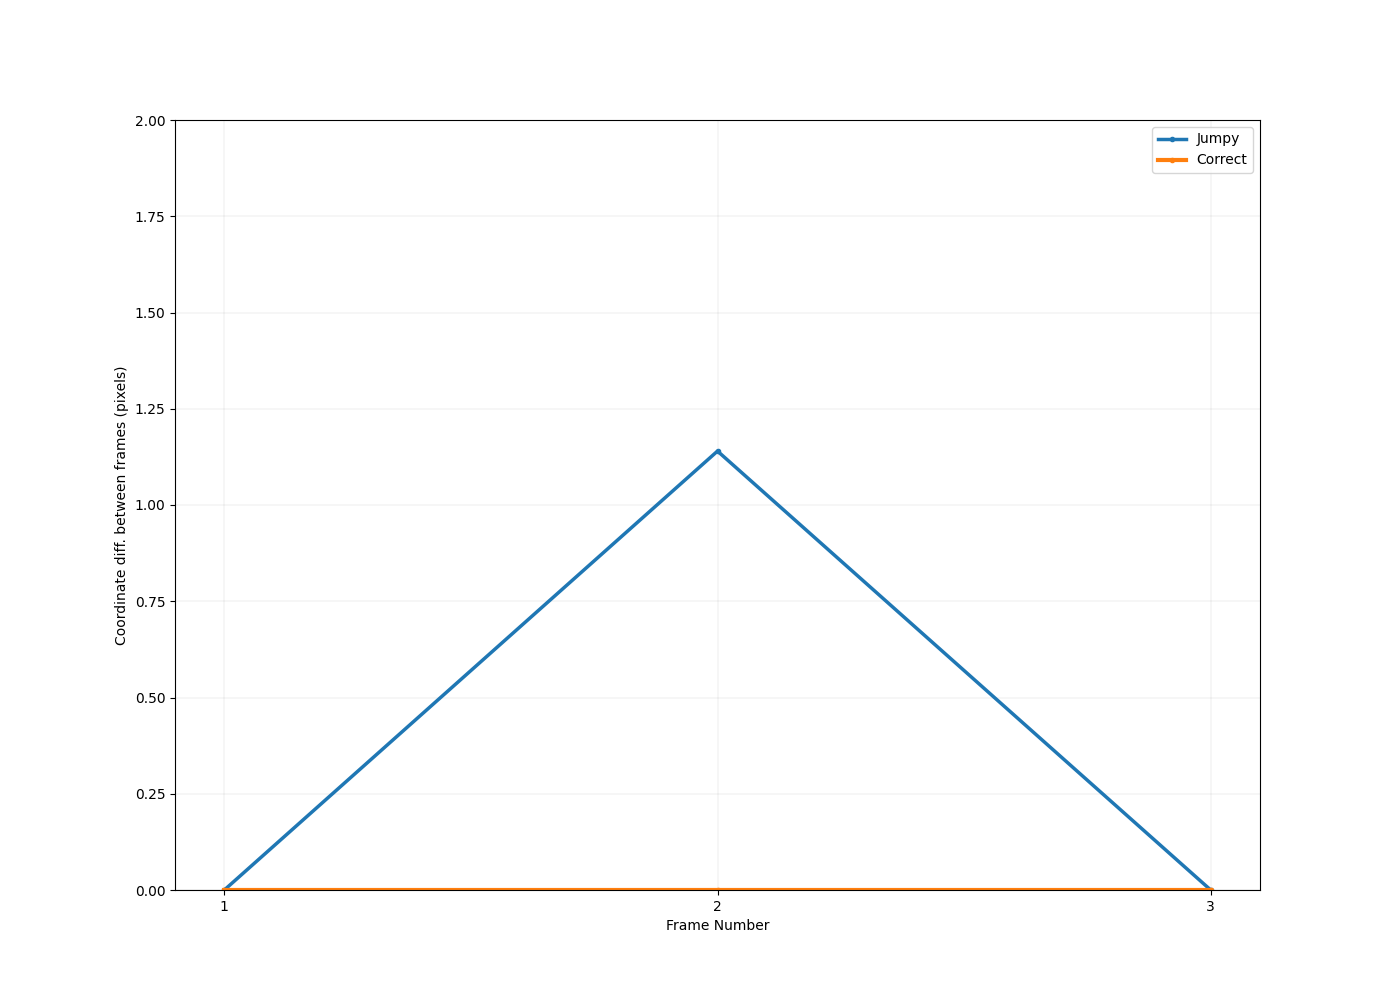 2.00
1.75
1.50
1.25
1.00
0.75
0.50
0.25
0.00
Coordinate diff. between frames (pixels)
Jumpy
Correct
1 2 3
Frame Number